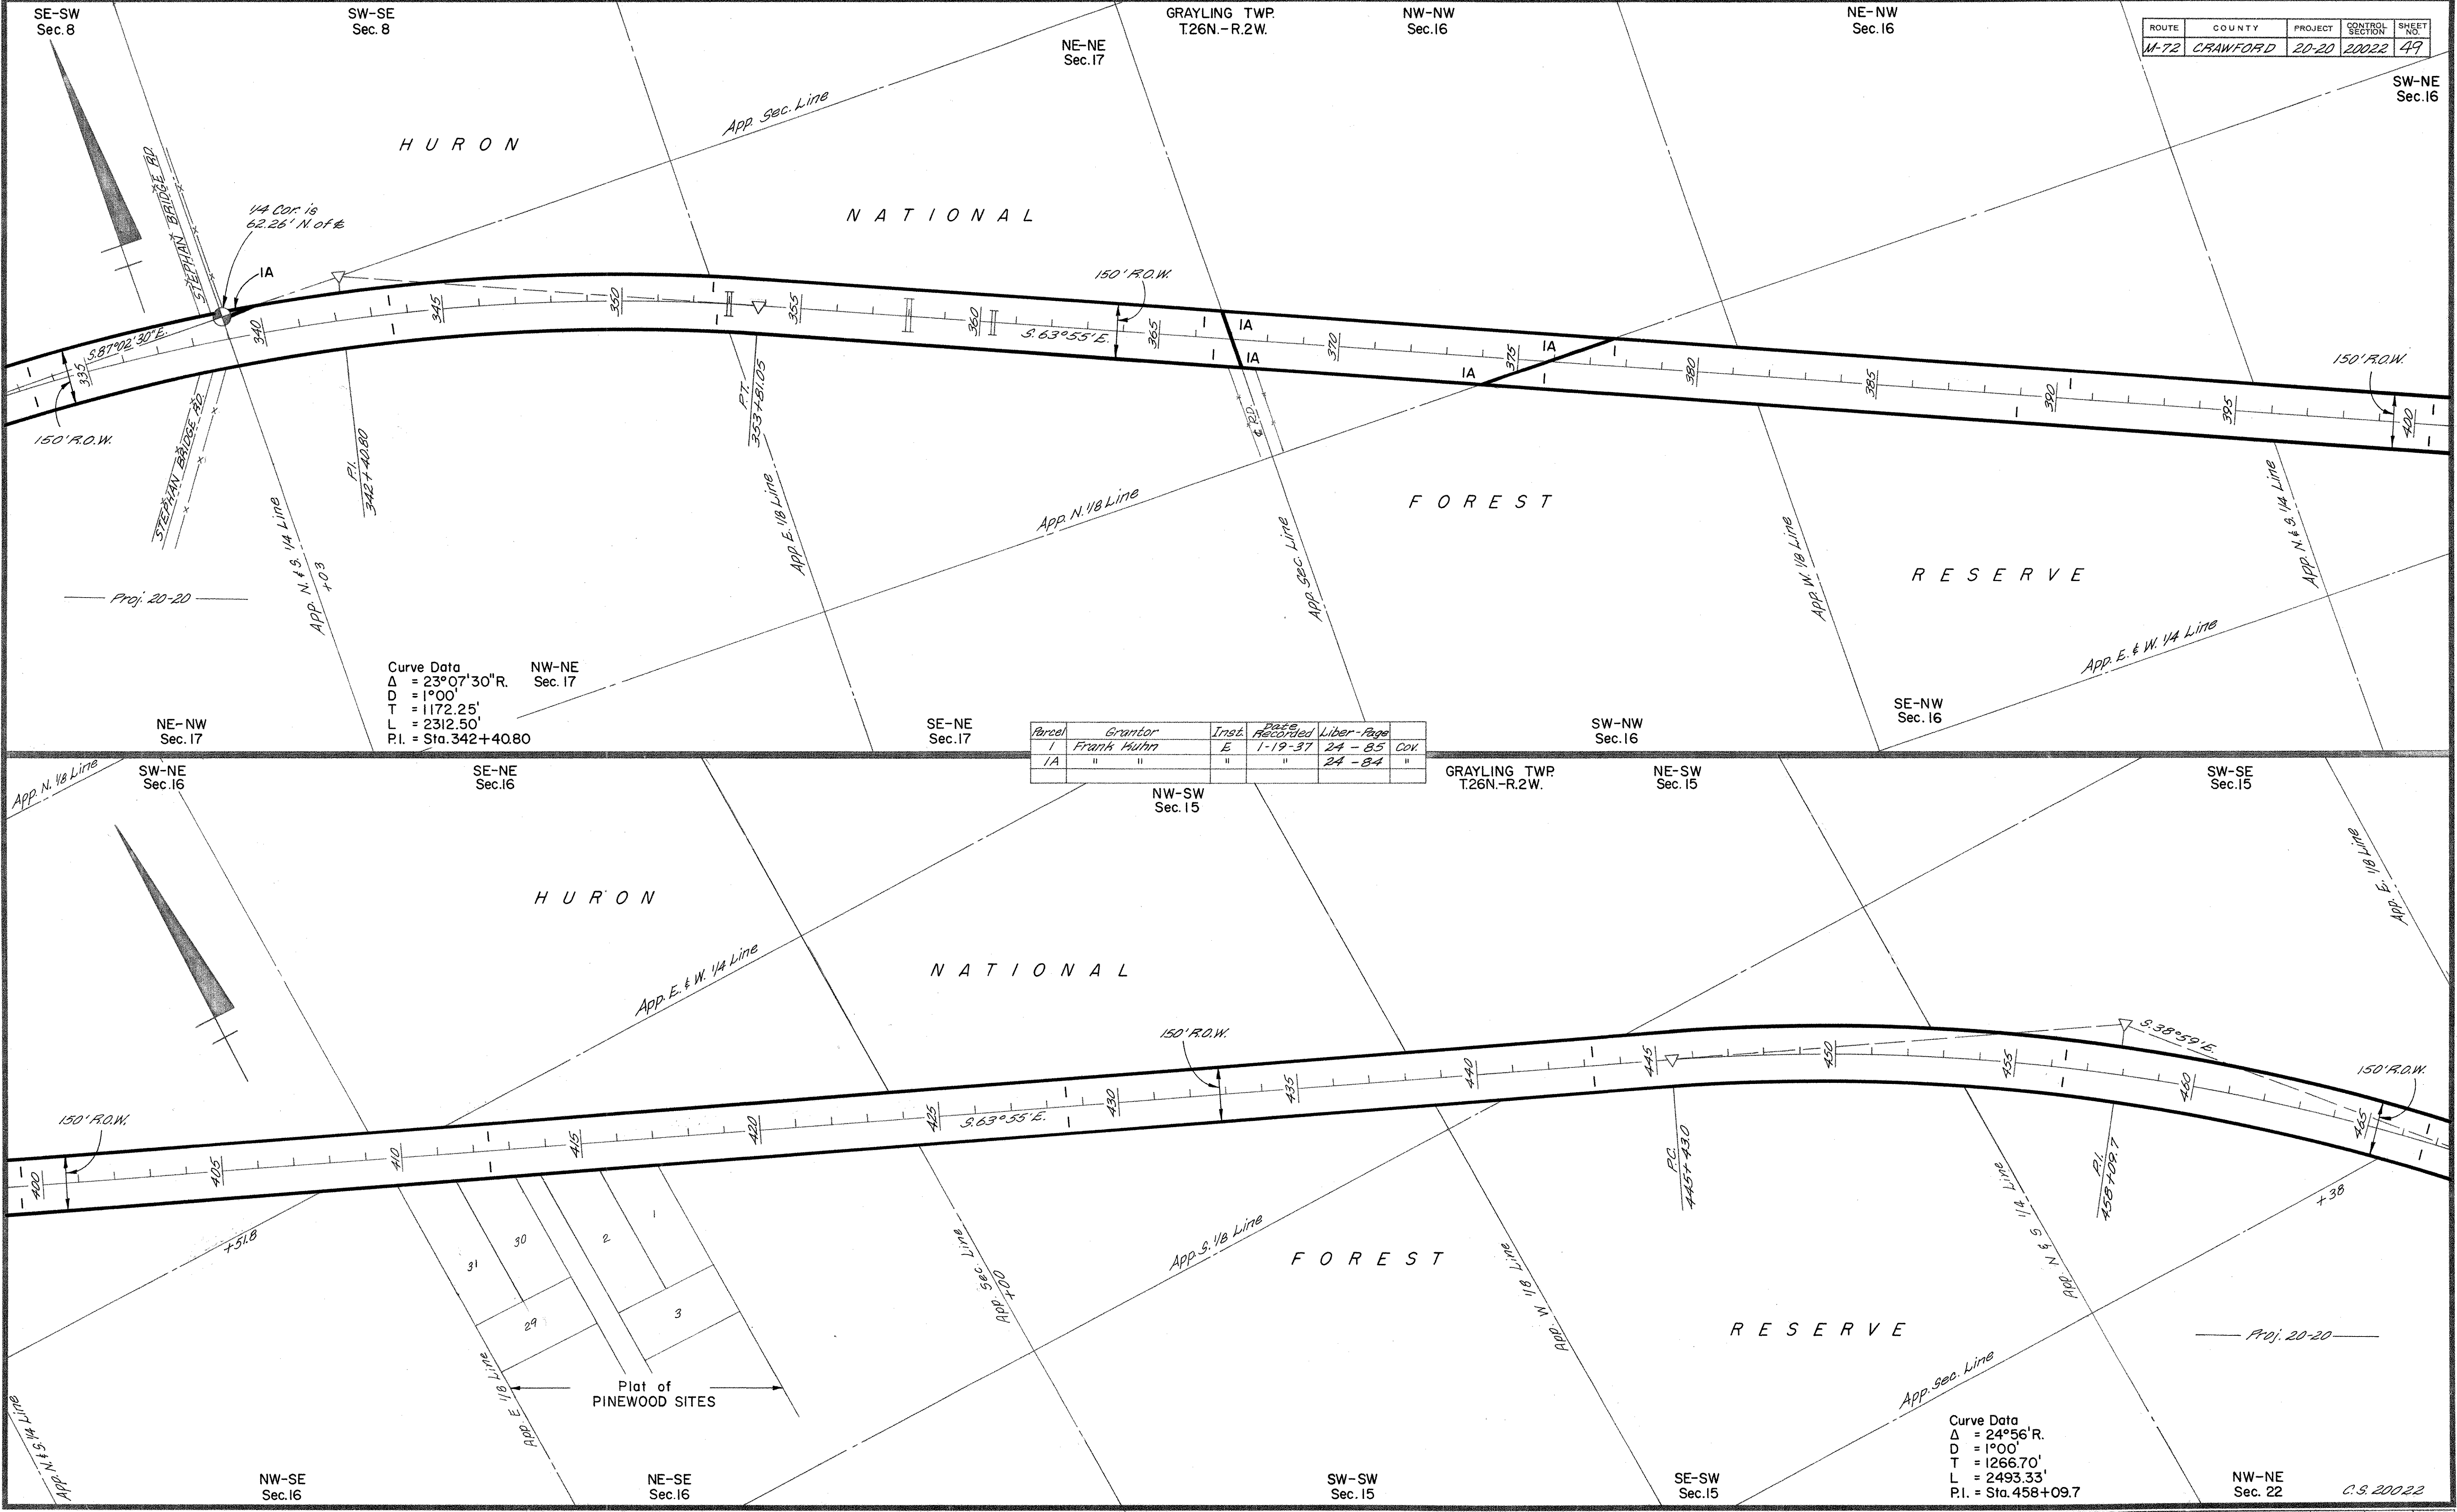 SE-SW
Sec. 8
SW-SE
Sec. 8
NE-NE
Sec. 17
GRAYLING TWP.
T.26N.-R.2W.
NW-NW
Sec. 16
NE-NW
Sec. 16
ROUTE COUNTY PROJECT CONTROL SECTION SHEET NO.
M-72 CRAWFORD 20-20 20022 49
SW-NE
Sec. 16
App. Sec. Line
HURON
NATIONAL
STEPHAN BRIDGE RD.
1/4 Cor. is
62.26' N. of ℄
1A
150' R.O.W.
1A
1A
1A
1A
150' R.O.W.
S.87°02'30"E.
335
340
345
350
355
360
365
370
375
380
385
390
395
400
S.63°55'E.
150' R.O.W.
STEPHAN BRIDGE RD.
P.I.
342+40.80
P.T.
353+81.05
℄ RD.
App. N. & S. 1/4 Line
+03
App. E. 1/8 Line
App. N. 1/8 Line
App. Sec. Line
FOREST
App. W. 1/8 Line
RESERVE
App. N. & S. 1/4 Line
App. E. & W. 1/4 Line
Proj. 20-20
Curve Data
Δ = 23°07'30"R.
D = 1°00'
T = 1172.25'
L = 2312.50'
P.I. = Sta. 342+40.80
NW-NE
Sec. 17
NE-NW
Sec. 17
SE-NE
Sec. 17
SW-NW
Sec. 16
SE-NW
Sec. 16
Parcel Grantor Inst. Date Recorded Liber-Page
1 Frank Kuhn E 1-19-37 24 - 85 Cov.
1A " " " " 24 - 84 "
App. N. 1/8 Line
SW-NE
Sec. 16
SE-NE
Sec. 16
NW-SW
Sec. 15
GRAYLING TWP.
T.26N.-R.2W.
NE-SW
Sec. 15
SW-SE
Sec. 15
App. E. 1/8 Line
HURON
NATIONAL
App. E. & W. 1/4 Line
150' R.O.W.
150' R.O.W.
S.38°59'E.
150' R.O.W.
400
405
410
415
420
425
430
435
440
445
450
455
460
465
S.63°55'E.
P.C.
445+43.0
P.I.
458+09.7
+51.8
31
30
2
1
29
3
App. Sec. Line
+00
App. S. 1/8 Line
FOREST
App. W 1/8 Line
RESERVE
App. N & S 1/4 Line
+38
Proj. 20-20
App. Sec. Line
App. E 1/8 Line
Plat of
PINEWOOD SITES
App. N. & S. 1/4 Line
NW-SE
Sec. 16
NE-SE
Sec. 16
SW-SW
Sec. 15
SE-SW
Sec. 15
Curve Data
Δ = 24°56'R.
D = 1°00'
T = 1266.70'
L = 2493.33'
P.I. = Sta. 458+09.7
NW-NE
Sec. 22
C.S. 20022